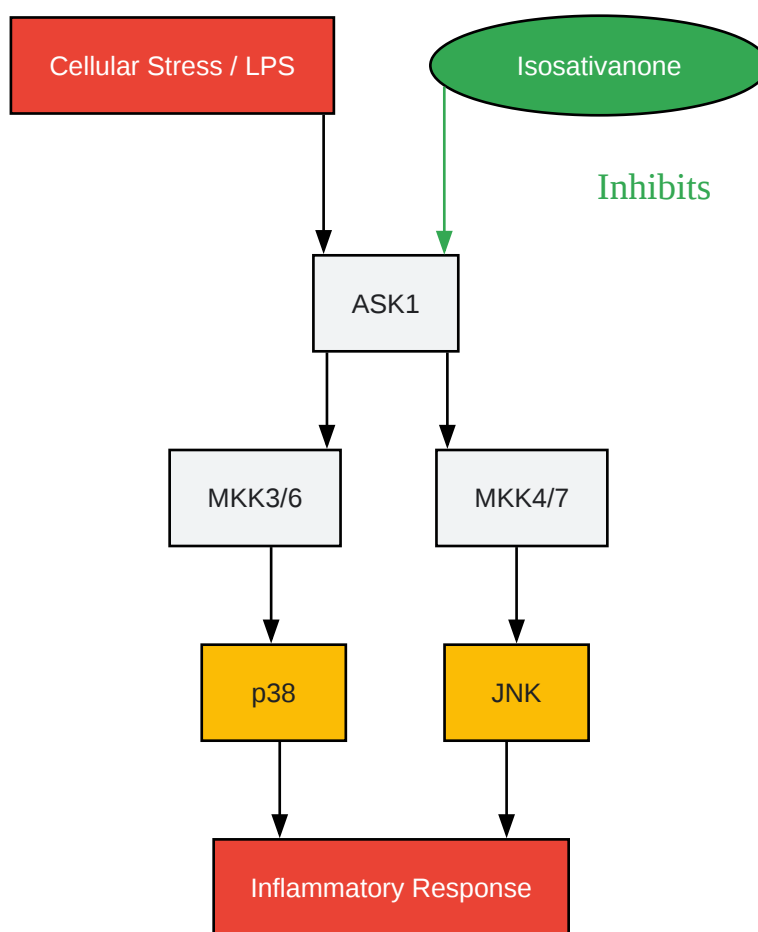 Cellular Stress / LPS
Isosativanone
Inhibits
ASK1
MKK3/6
MKK4/7
p38
JNK
Inflammatory Response